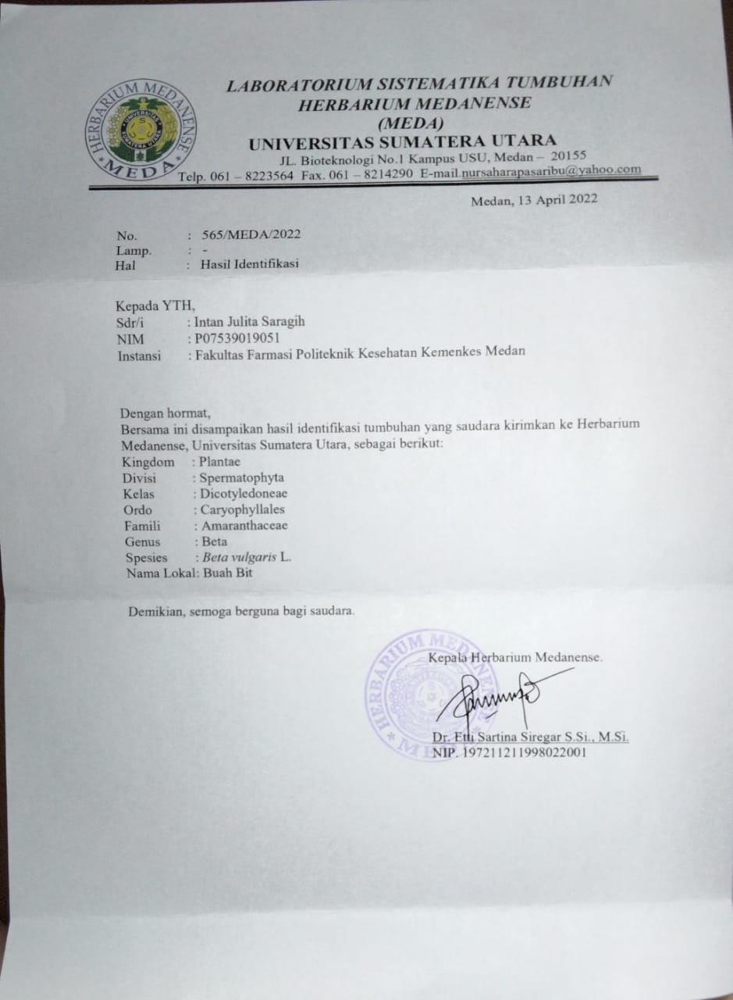 HERBARIUM MEDANENSE
* MEDA *
UNIVERSITAS
SUMATERA UTARA
LABORATORIUM SISTEMATIKA TUMBUHAN
HERBARIUM MEDANENSE
(MEDA)
UNIVERSITAS SUMATERA UTARA
JL. Bioteknologi No.1 Kampus USU, Medan – 20155
Telp. 061 – 8223564 Fax. 061 – 8214290 E-mail.nursaharapasaribu@yahoo.com
Medan, 13 April 2022
No. : 565/MEDA/2022
Lamp. : -
Hal : Hasil Identifikasi
Kepada YTH,
Sdr/i : Intan Julita Saragih
NIM : P07539019051
Instansi : Fakultas Farmasi Politeknik Kesehatan Kemenkes Medan
Dengan hormat,
Bersama ini disampaikan hasil identifikasi tumbuhan yang saudara kirimkan ke Herbarium
Medanense, Universitas Sumatera Utara, sebagai berikut:
Kingdom : Plantae
Divisi : Spermatophyta
Kelas : Dicotyledoneae
Ordo : Caryophyllales
Famili : Amaranthaceae
Genus : Beta
Spesies : Beta vulgaris L.
Nama Lokal: Buah Bit
Demikian, semoga berguna bagi saudara.
Kepala Herbarium Medanense.
HERBARIUM MEDANENSE
* MEDA
Dr. Etti Sartina Siregar S.Si., M.Si.
NIP. 197211211998022001